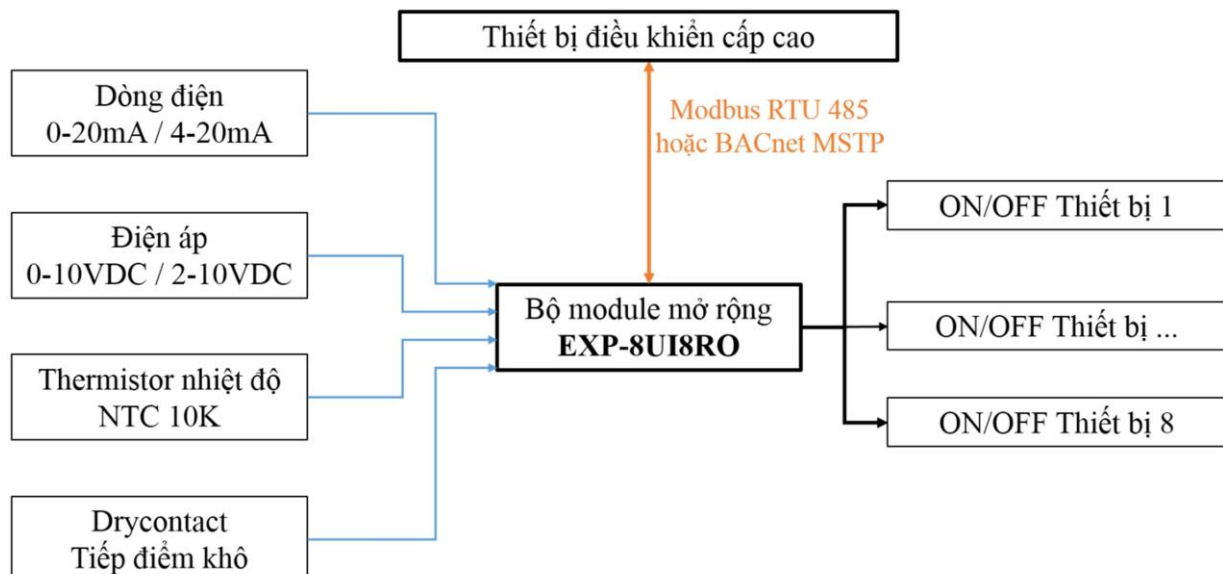 Thiết bị điều khiển cấp cao
Dòng điện
0-20mA / 4-20mA
Modbus RTU 485
hoặc BACnet MSTP
Điện áp
0-10VDC / 2-10VDC
ON/OFF Thiết bị 1
Bộ module mở rộng
EXP-8UI8RO
ON/OFF Thiết bị ...
Thermistor nhiệt độ
NTC 10K
ON/OFF Thiết bị 8
Drycontact
Tiếp điểm khô